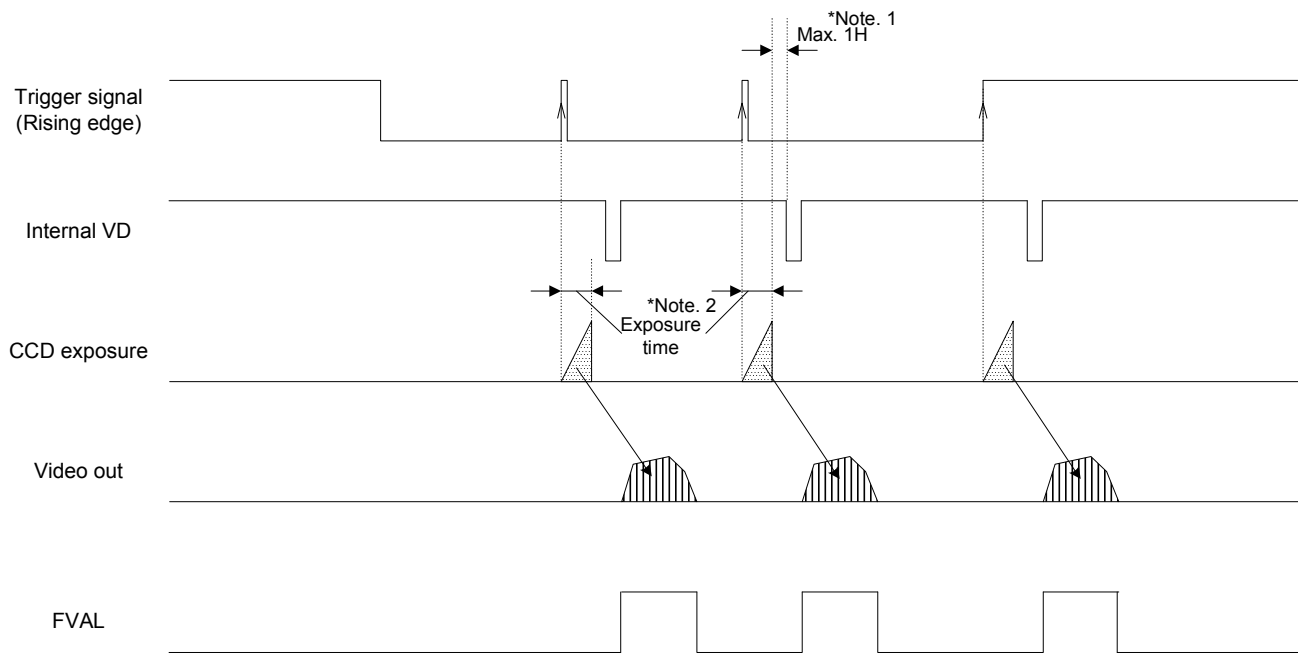 *Note. 1
Max. 1H
Trigger signal
(Rising edge)
Internal VD
*Note. 2
Exposure
time
CCD exposure
Video out
FVAL